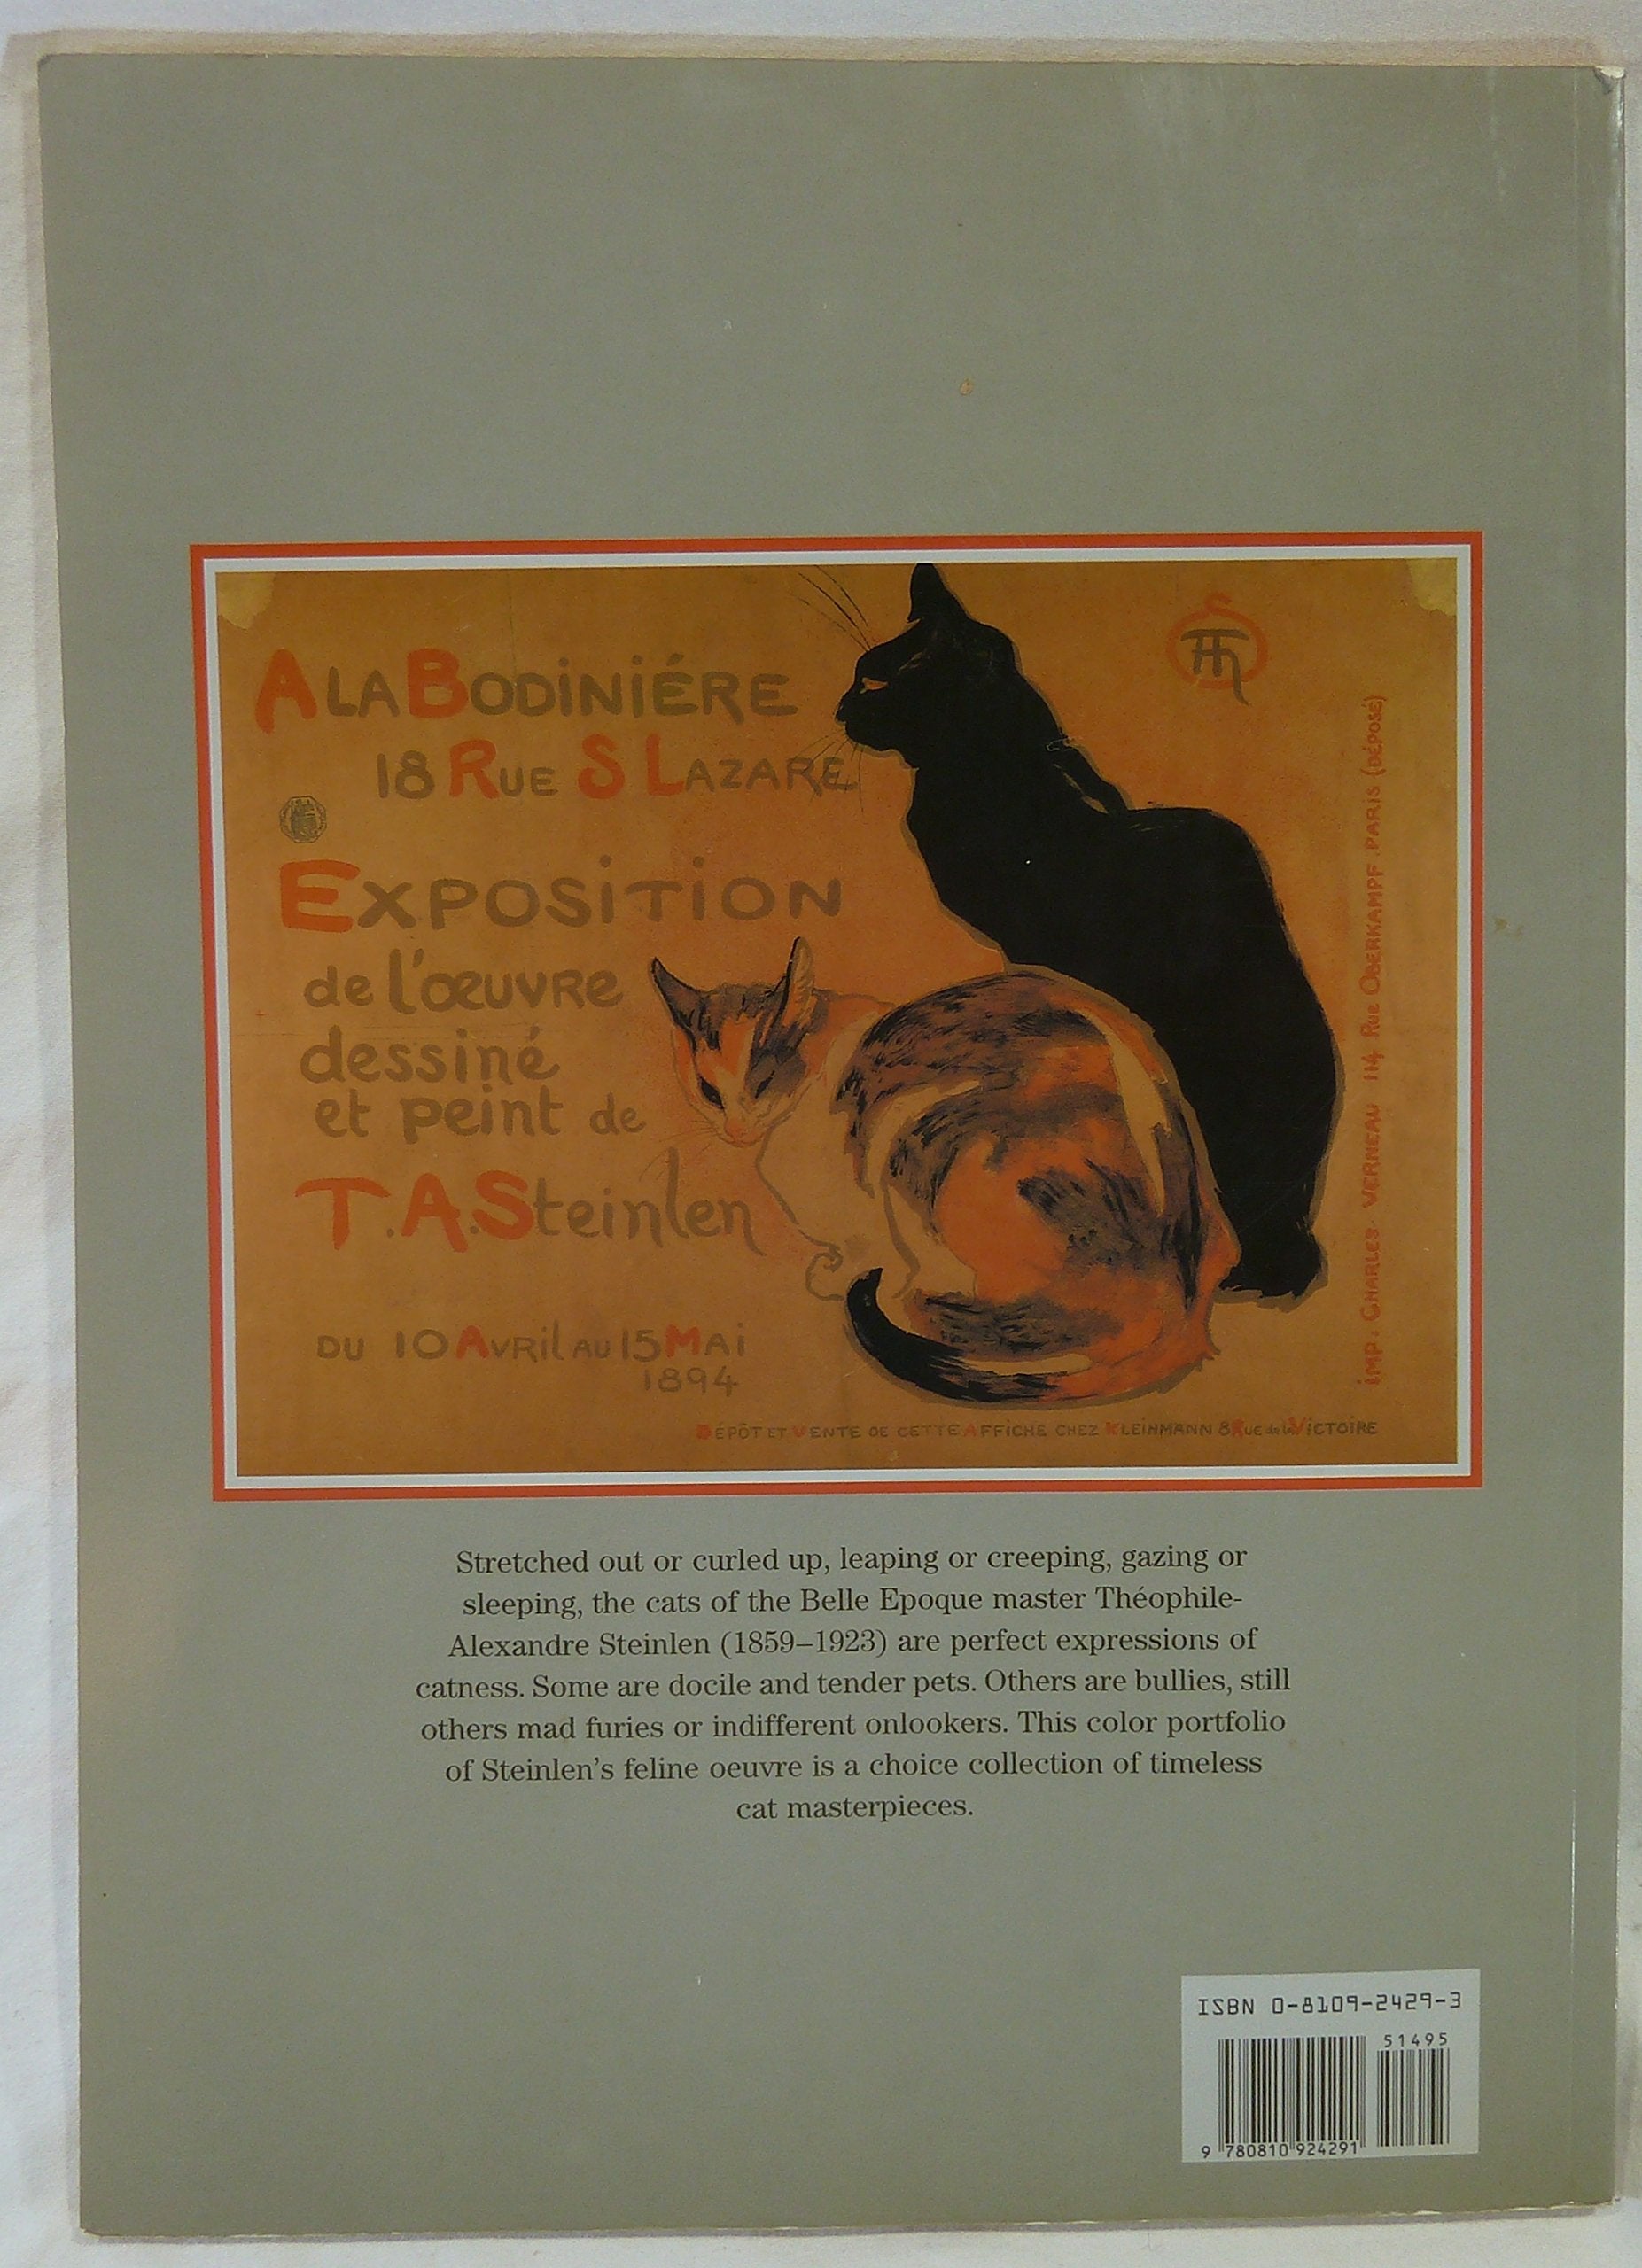 A LA BODINIÉRE
18 RUE S LAZARE
EXPOSITION
de l'œuvre
dessiné
et peint de
T.A.Steinlen
DU 10 AVRIL AU 15 MAI
1894
DÉPÔT ET VENTE DE CETTE AFFICHE CHEZ KLEINMANN 8 RUE de la VICTOIRE
IMP. CHARLES VERNEAU 114 RUE OBERKAMPF. PARIS (DÉPOSÉ)
Stretched out or curled up, leaping or creeping, gazing or
sleeping, the cats of the Belle Epoque master Théophile-
Alexandre Steinlen (1859–1923) are perfect expressions of
catness. Some are docile and tender pets. Others are bullies, still
others mad furies or indifferent onlookers. This color portfolio
of Steinlen's feline oeuvre is a choice collection of timeless
cat masterpieces.
ISBN 0-8109-2429-3
51495
9 780810 924291